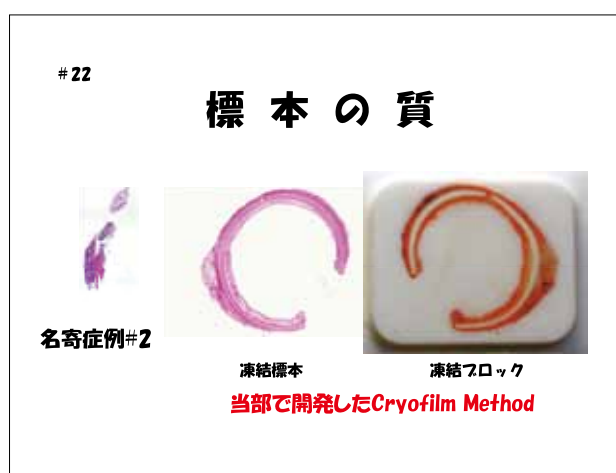 #22
標本の質
名寄症例#2
凍結標本
凍結ブロック
当部で開発したCryofilm Method